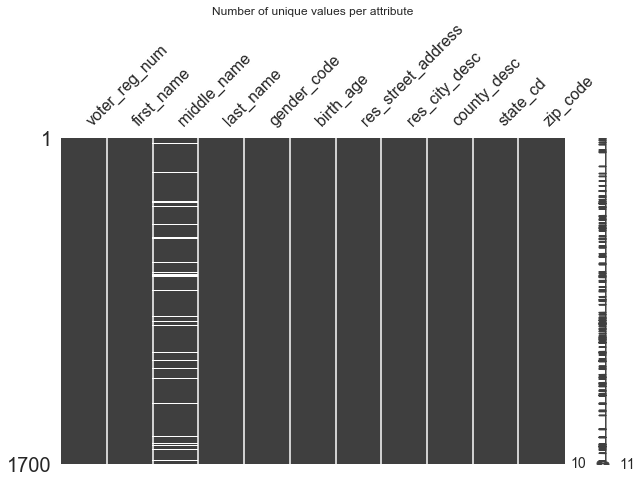 Number of unique values per attribute
voter_reg_num
first_name
middle_name
last_name
gender_code
birth_age
res_street_address
res_city_desc
county_desc
state_cd
zip_code
1
1700
10
11